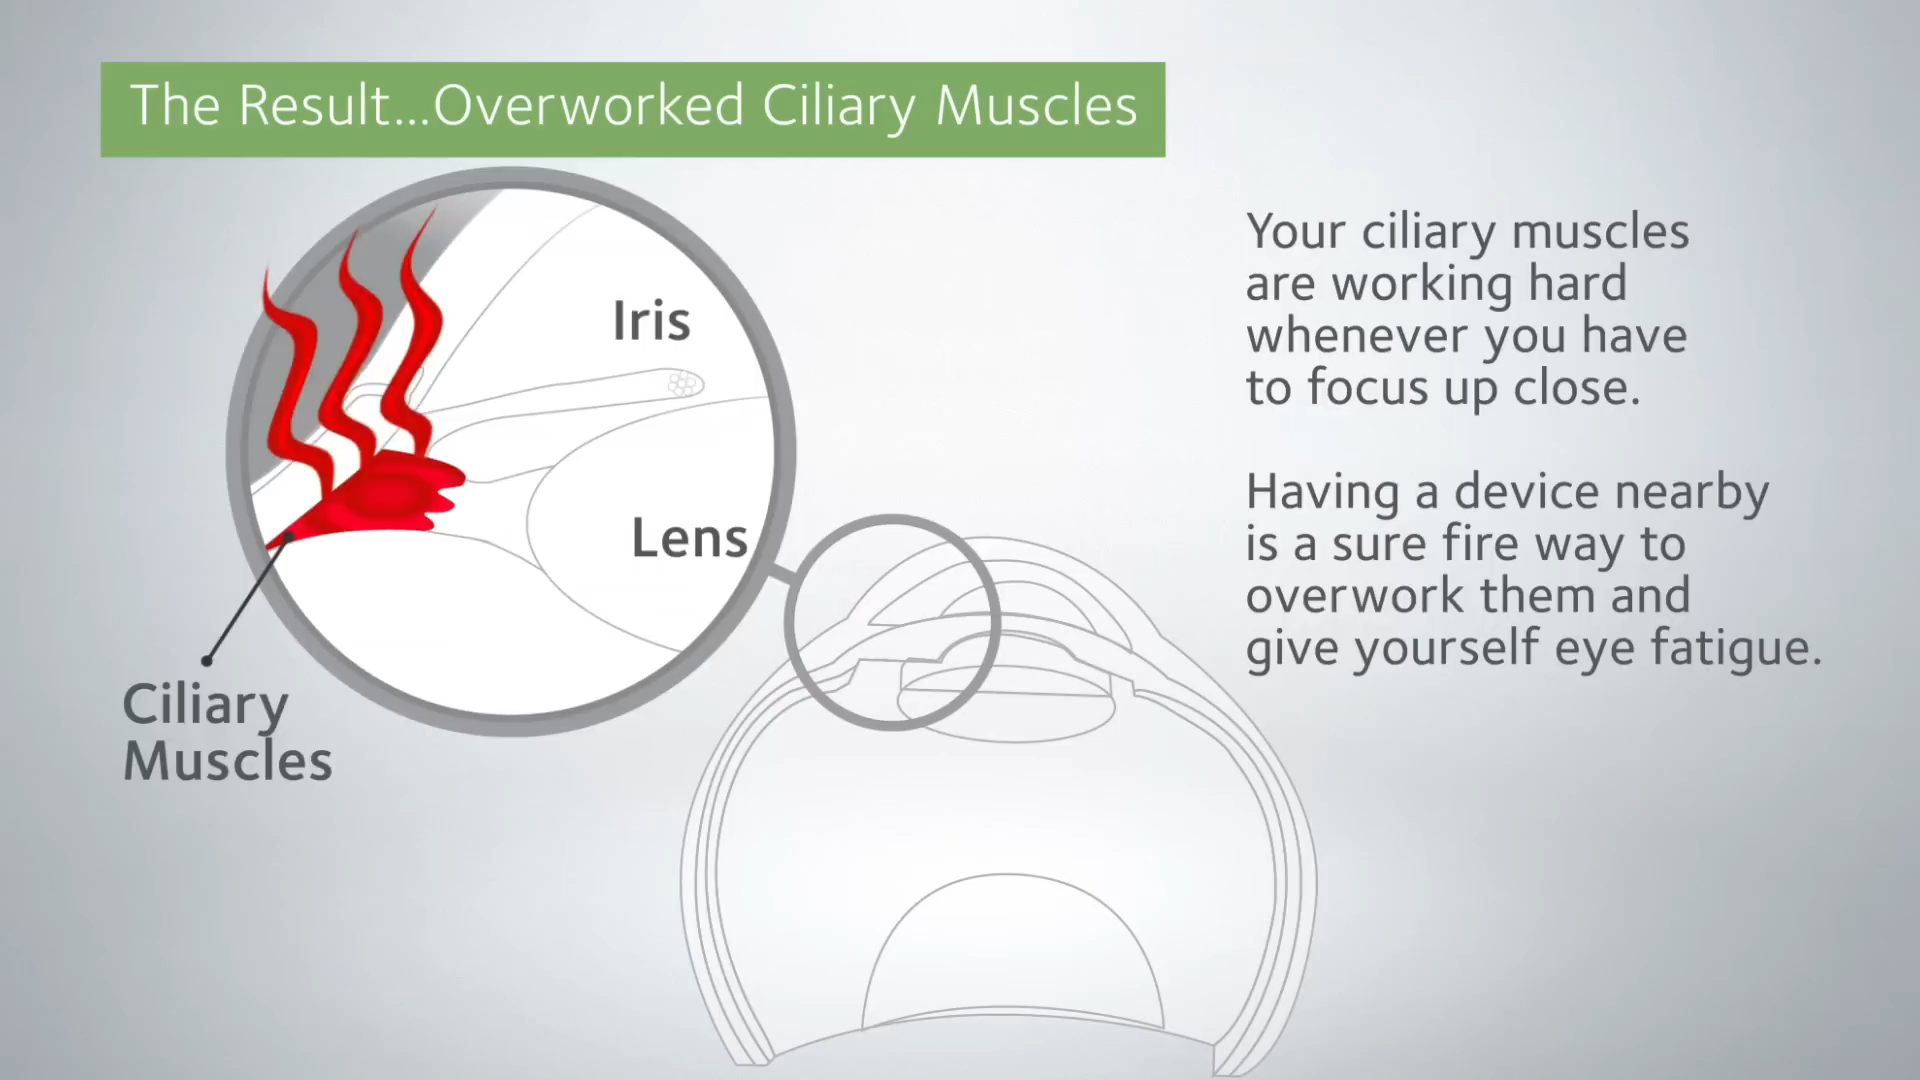 The Result...Overworked Ciliary Muscles
Iris
Lens
Ciliary
Muscles
Your ciliary muscles
are working hard
whenever you have
to focus up close.
Having a device nearby
is a sure fire way to
overwork them and
give yourself eye fatigue.